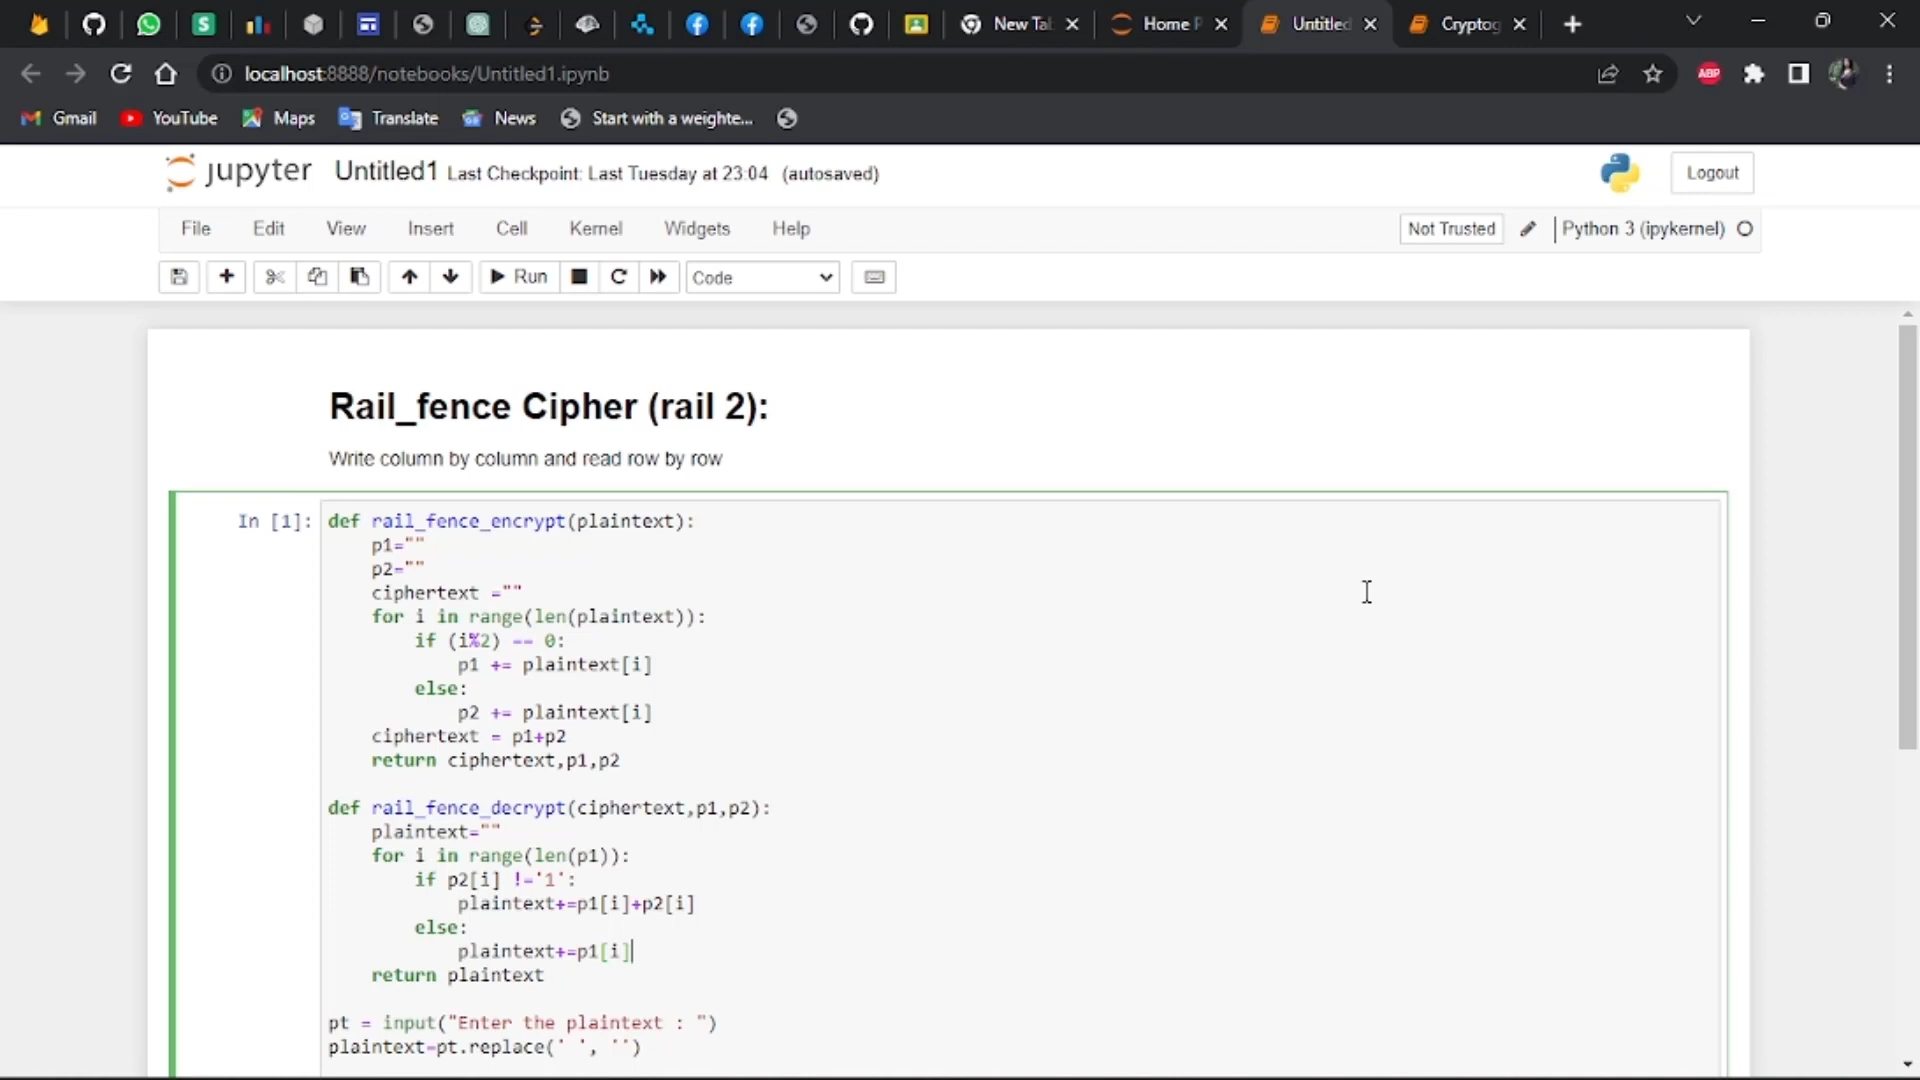 New Ta
Home P
Untitled
Cryptog
localhost:8888/notebooks/Untitled1.ipynb
ABP
Gmail
YouTube
Maps
Translate
News
Start with a weighte...
jupyter Untitled1 Last Checkpoint: Last Tuesday at 23:04 (autosaved)
Logout
File Edit View Insert Cell Kernel Widgets Help
Not Trusted
Python 3 (ipykernel)
Run
Code
Rail_fence Cipher (rail 2):
Write column by column and read row by row
In [1]:
def rail_fence_encrypt(plaintext):
    p1=""
    p2=""
    ciphertext =""
    for i in range(len(plaintext)):
        if (i%2) == 0:
            p1 += plaintext[i]
        else:
            p2 += plaintext[i]
    ciphertext = p1+p2
    return ciphertext,p1,p2
def rail_fence_decrypt(ciphertext,p1,p2):
    plaintext=""
    for i in range(len(p1)):
        if p2[i] !='1':
            plaintext+=p1[i]+p2[i]
        else:
            plaintext+=p1[i]
    return plaintext
pt = input("Enter the plaintext : ")
plaintext=pt.replace(' ', '')